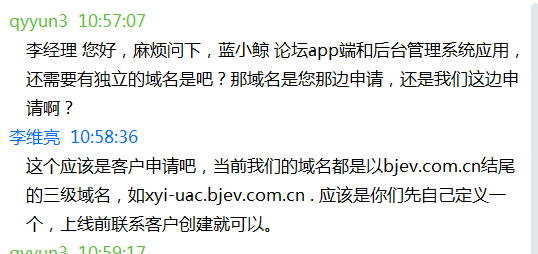 qyyun3 10:57:07
李经理 您好，麻烦问下，蓝小鲸 论坛app端和后台管理系统应用，
还需要有独立的域名是吧？那域名是您那边申请，还是我们这边申
请啊？
李维亮 10:58:36
这个应该是客户申请吧，当前我们的域名都是以bjev.com.cn结尾
的三级域名，如xyi-uac.bjev.com.cn . 应该是你们先自己定义一
个，上线前联系客户创建就可以。
qyyun3 10:59:17